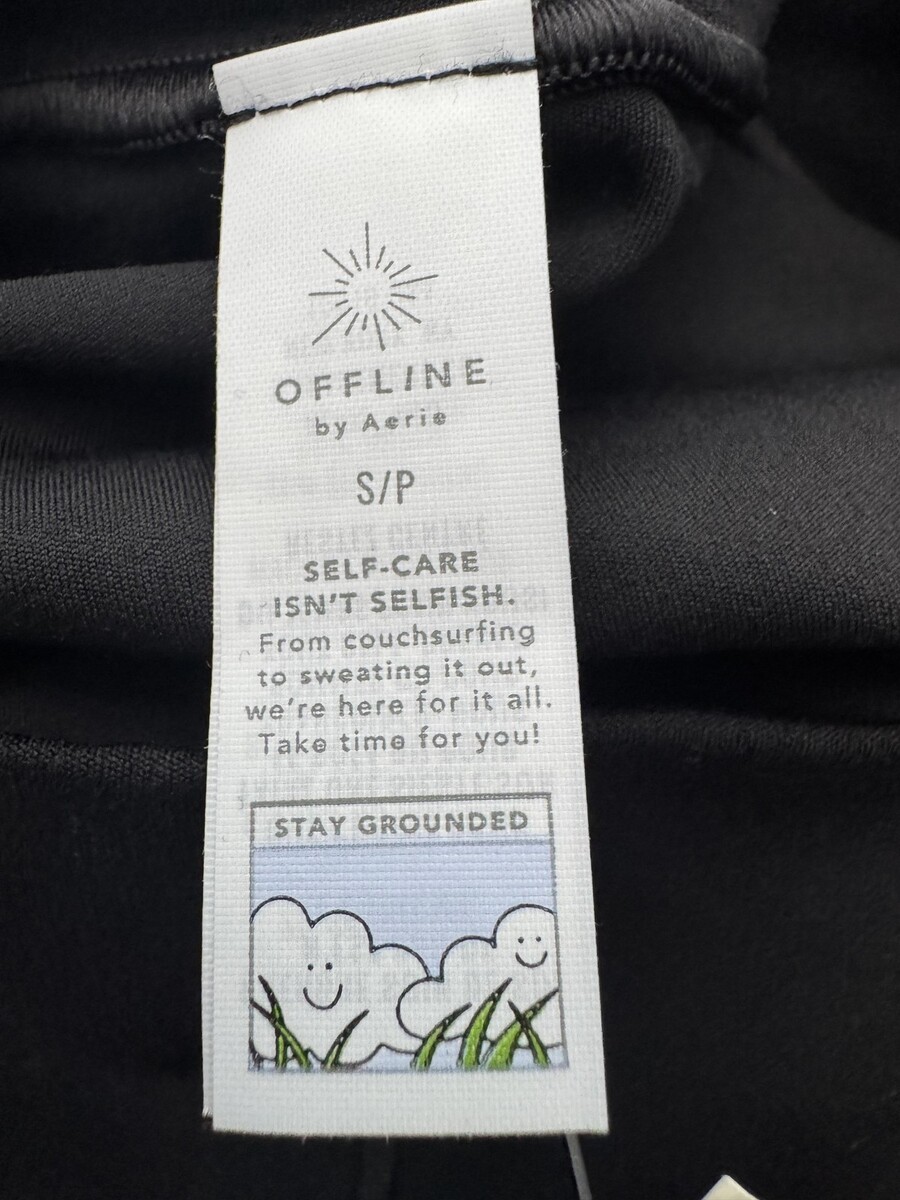 OFFLINE
by Aerie
S/P
SELF-CARE
ISN'T SELFISH.
From couchsurfing
to sweating it out,
we're here for it all.
Take time for you!
STAY GROUNDED